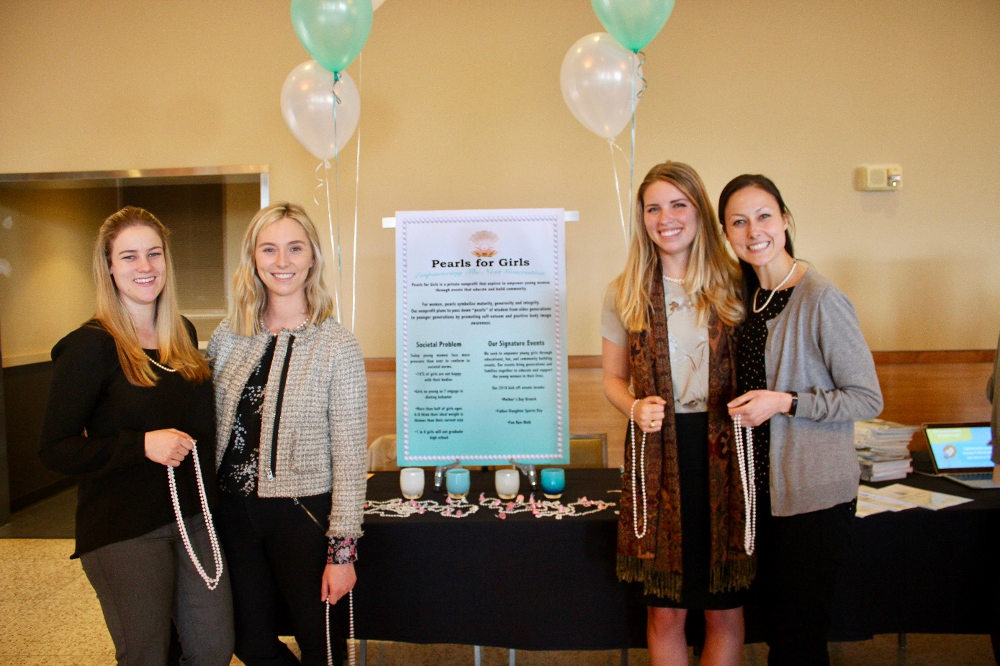 Pearls for Girls
Empowering The Next Generation
Pearls for Girls is a private nonprofit that aspires to empower young women
through events that educate and build community.
For women, pearls symbolize maturity, generosity and integrity.
Our nonprofit plans to pass down "pearls" of wisdom from older generations
to younger generations by promoting self-esteem and positive body image
awareness.
Societal Problem
Today young women face more
pressure than ever to conform to
societal norms.
•78% of girls are not happy
with their bodies
•Girls as young as 7 engage in
dieting behavior
•More than half of girls ages
6-8 think their ideal weight is
thinner than their current size
•1 in 6 girls will not graduate
high school
Our Signature Events
We seek to empower young girls through
educational, fun, and community building
events. Our events bring generations and
families together to educate and support
the young women in their lives.
Our 2018 kick off events include:
•Mother's Day Brunch
•Father-Daughter Sports Day
•Fun Run-Walk